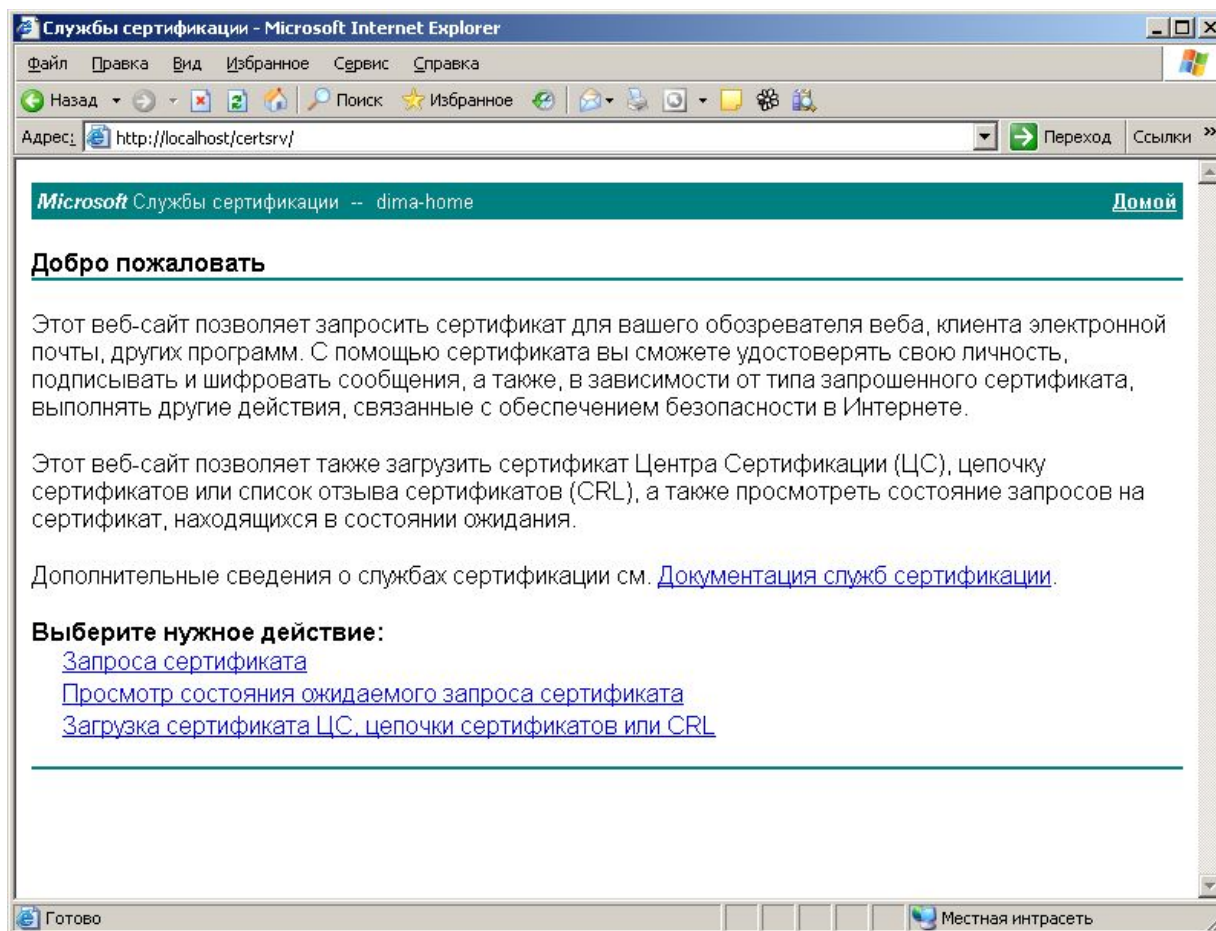 Службы сертификации - Microsoft Internet Explorer
Файл Правка Вид Избранное Сервис Справка
Назад Поиск Избранное
Адрес: http://localhost/certsrv/ Переход Ссылки »
Microsoft Службы сертификации -- dima-home Домой
Добро пожаловать
Этот веб-сайт позволяет запросить сертификат для вашего обозревателя веба, клиента электронной
почты, других программ. С помощью сертификата вы сможете удостоверять свою личность,
подписывать и шифровать сообщения, а также, в зависимости от типа запрошенного сертификата,
выполнять другие действия, связанные с обеспечением безопасности в Интернете.
Этот веб-сайт позволяет также загрузить сертификат Центра Сертификации (ЦС), цепочку
сертификатов или список отзыва сертификатов (CRL), а также просмотреть состояние запросов на
сертификат, находящихся в состоянии ожидания.
Дополнительные сведения о службах сертификации см. Документация служб сертификации.
Выберите нужное действие:
Запроса сертификата
Просмотр состояния ожидаемого запроса сертификата
Загрузка сертификата ЦС, цепочки сертификатов или CRL
Готово Местная интрасеть